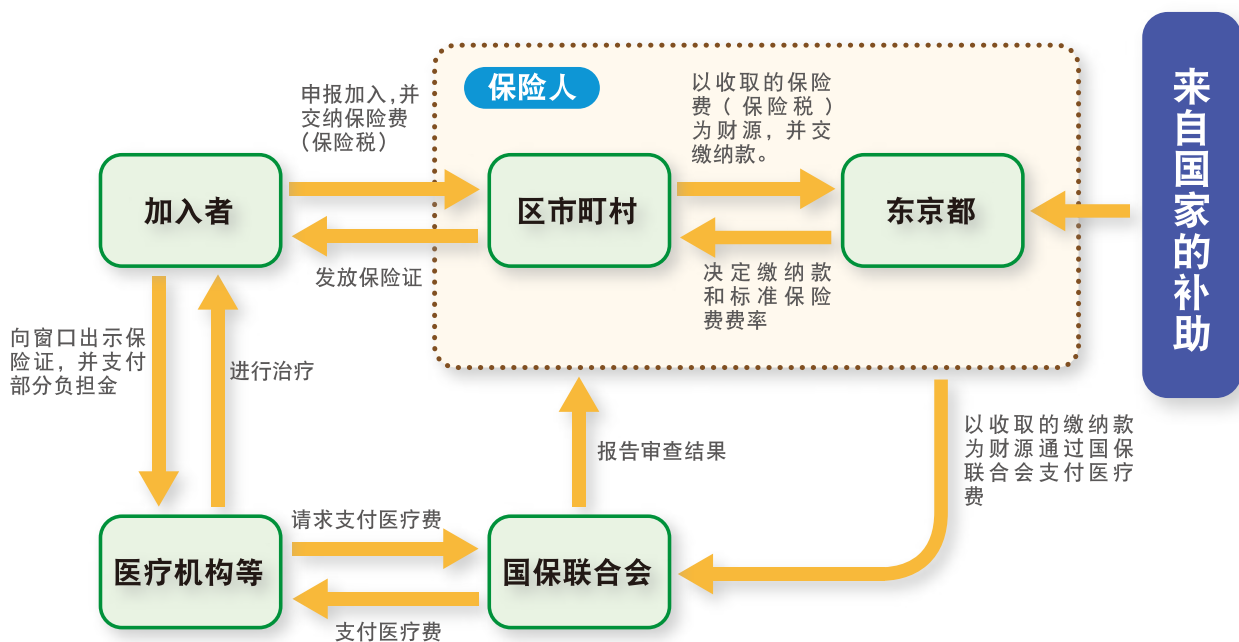 保险人
申报加入，并
交纳保险费
（保险税）
以收取的保险
费（保险税）
为财源，并交
缴纳款。
来自国家的补助
加入者
区市町村
东京都
发放保险证
决定缴纳款
和标准保险
费费率
向窗口出示保
险证，并支付
部分负担金
进行治疗
报告审查结果
以收取的缴纳款
为财源通过国保
联合会支付医疗
费
请求支付医疗费
医疗机构等
国保联合会
支付医疗费